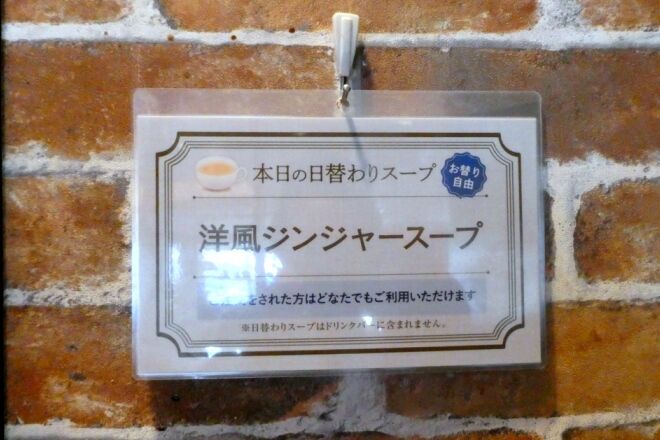 本日の日替わりスープ
お替り
自由
洋風ジンジャースープ
をされた方はどなたでもご利用いただけます
※日替わりスープはドリンクバーに含まれません。